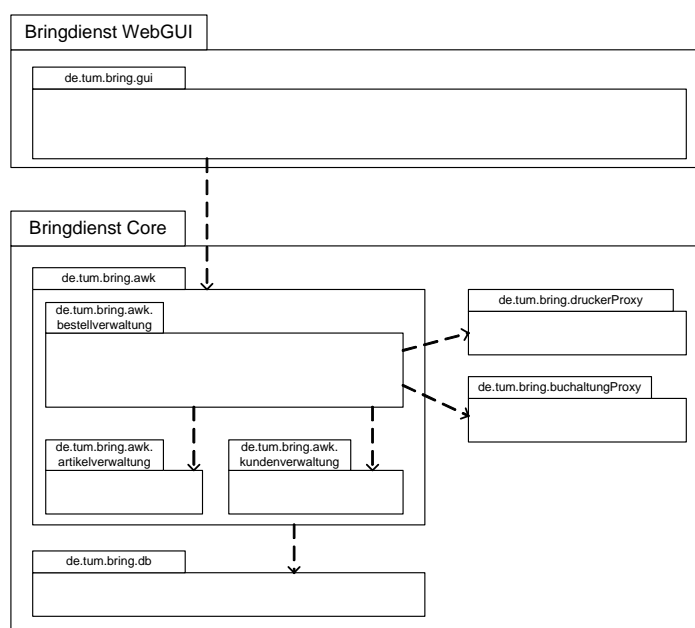 Bringdienst WebGUI
de.tum.bring.gui
Bringdienst Core
de.tum.bring.awk
de.tum.bring.awk.
bestellverwaltung
de.tum.bring.druckerProxy
de.tum.bring.buchaltungProxy
de.tum.bring.awk.
artikelverwaltung
de.tum.bring.awk.
kundenverwaltung
de.tum.bring.db